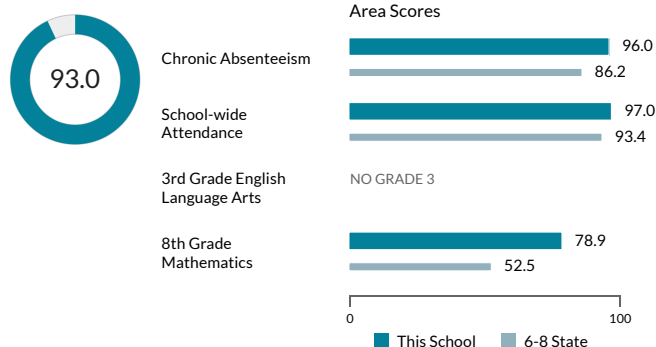 Area Scores
93.0
Chronic Absenteeism
96.0
86.2
School-wide
Attendance
97.0
93.4
3rd Grade English
Language Arts
NO GRADE 3
8th Grade
Mathematics
78.9
52.5
0
100
This School
6-8 State